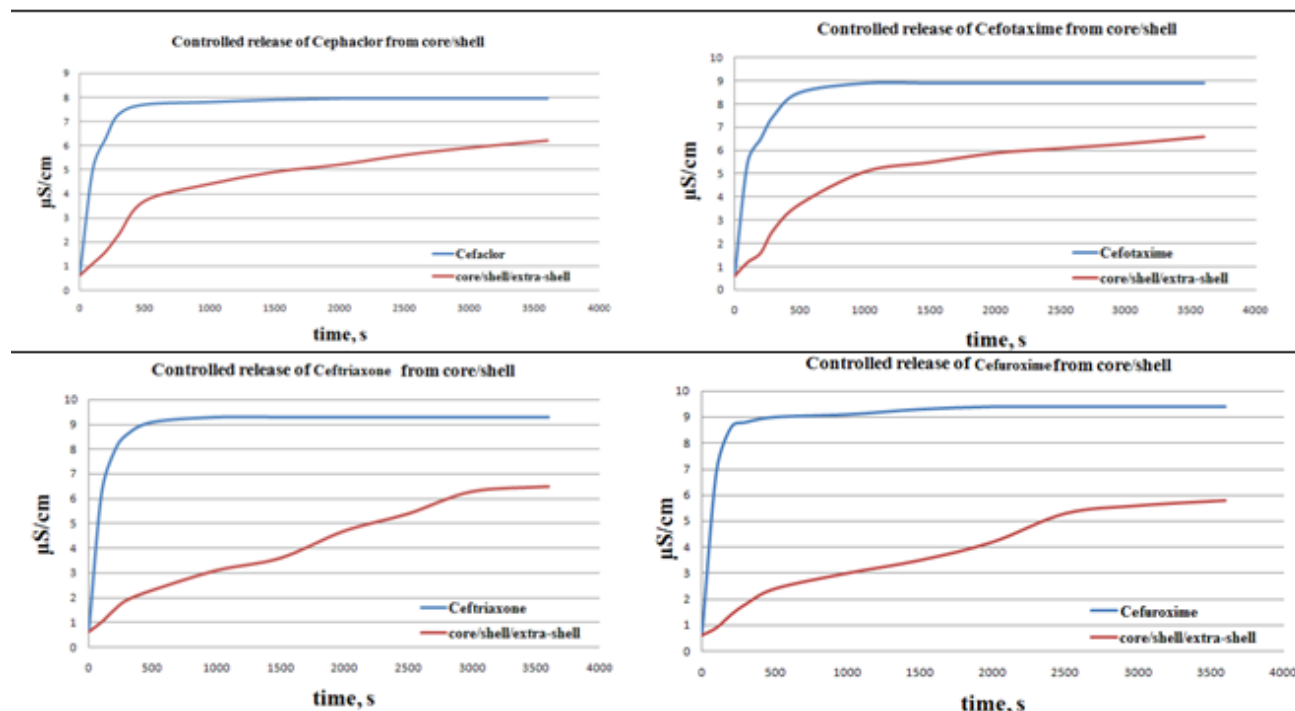 Controlled release of Cephaclor from core/shell
9
8
7
6
5
4
3
2
1
0
µS/cm
Cefaclor
core/shell/extra-shell
0 500 1000 1500 2000 2500 3000 3500 4000
time, s
Controlled release of Cefotaxime from core/shell
10
9
8
7
6
5
4
3
2
1
0
µS/cm
Cefotaxime
core/shell/extra-shell
0 500 1000 1500 2000 2500 3000 3500 4000
time, s
Controlled release of Ceftriaxone from core/shell
10
9
8
7
6
5
4
3
2
1
0
µS/cm
Ceftriaxone
core/shell/extra-shell
0 500 1000 1500 2000 2500 3000 3500 4000
time, s
Controlled release of Cefuroxime from core/shell
10
9
8
7
6
5
4
3
2
1
0
µS/cm
Cefuroxime
core/shell/extra-shell
0 500 1000 1500 2000 2500 3000 3500 4000
time, s